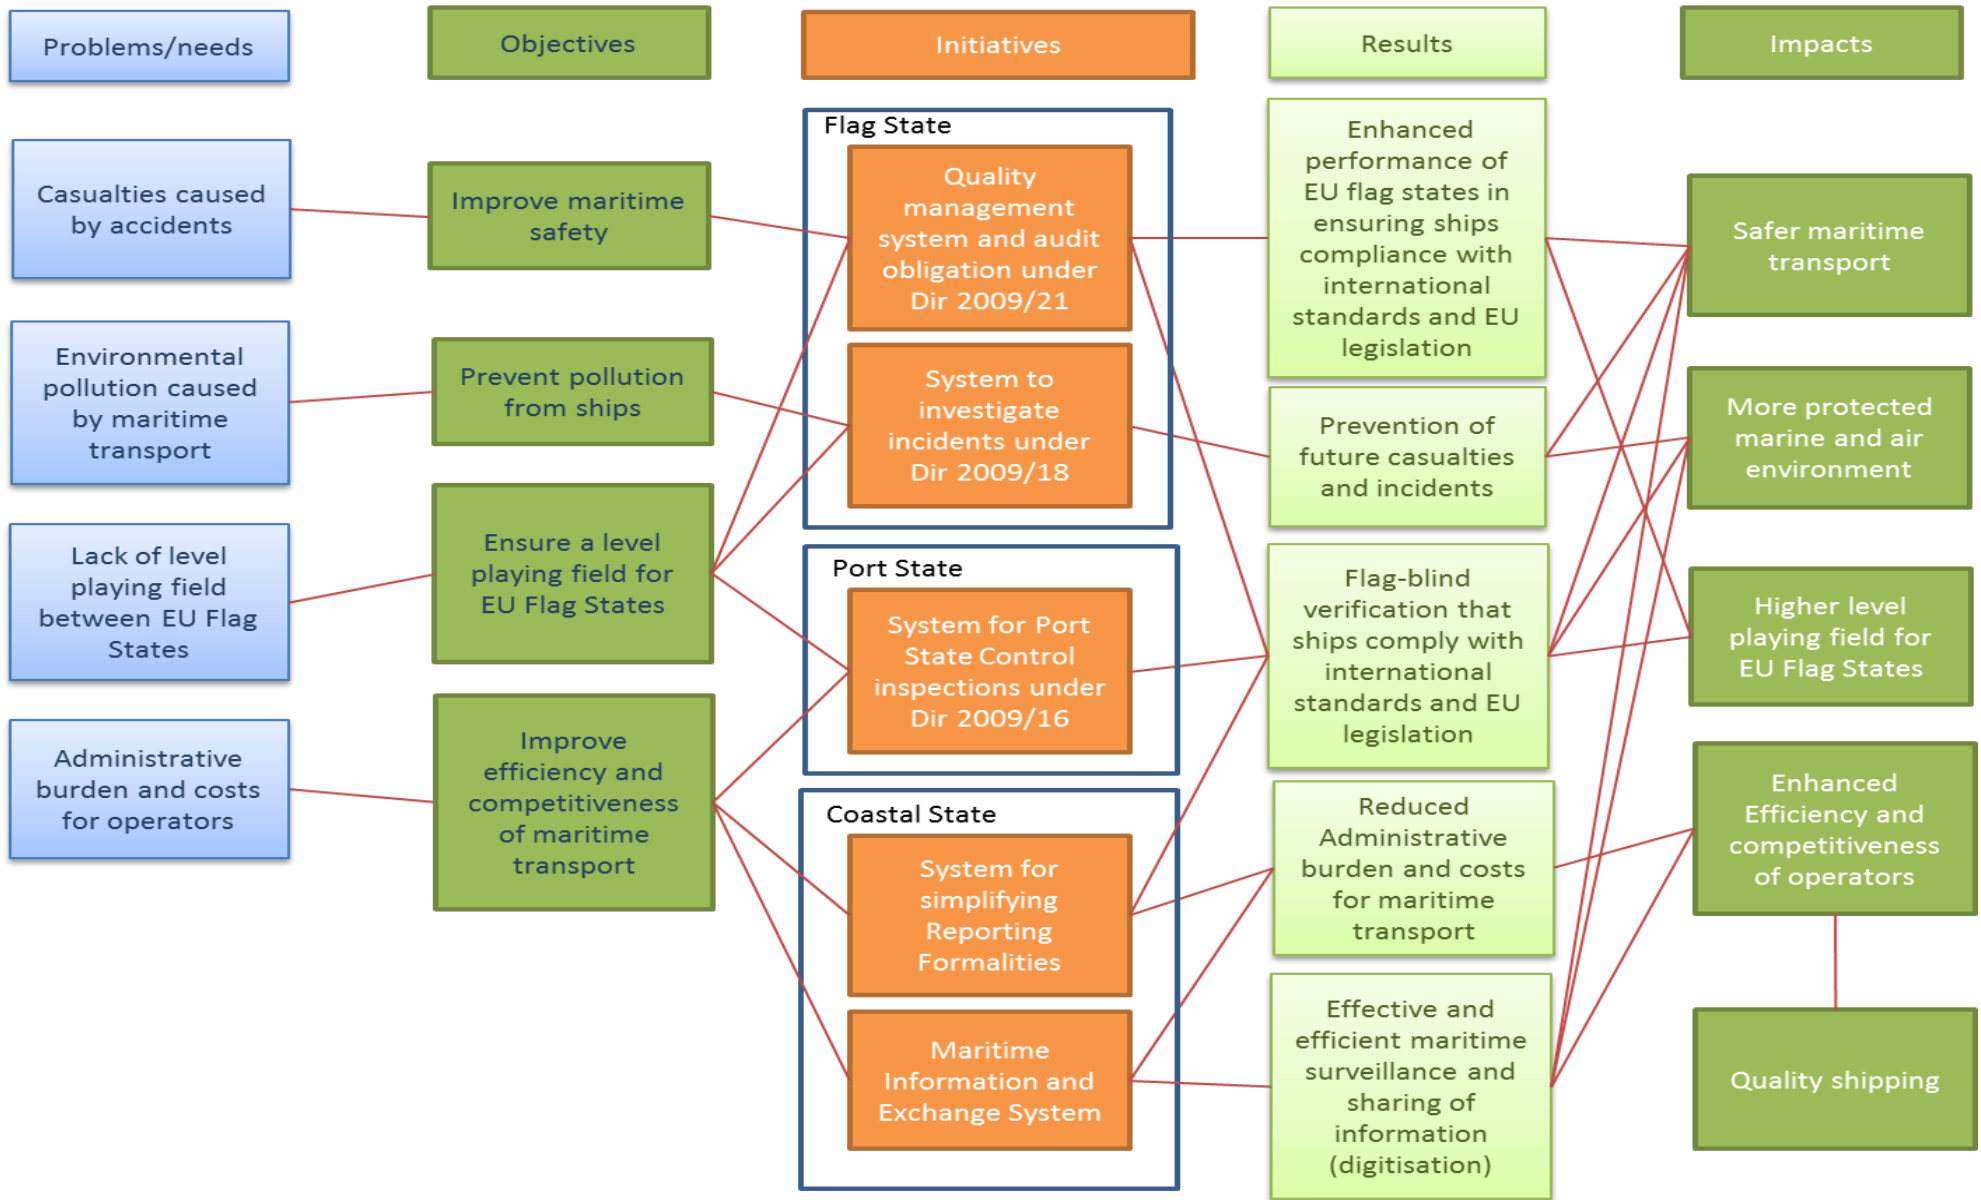 Problems/needs
Objectives
Initiatives
Results
Impacts
Casualties caused
by accidents
Environmental
pollution caused
by maritime
transport
Lack of level
playing field
between EU Flag
States
Administrative
burden and costs
for operators
Improve maritime
safety
Prevent pollution
from ships
Ensure a level
playing field for
EU Flag States
Improve
efficiency and
competitiveness
of maritime
transport
Flag State
Quality
management
system and audit
obligation under
Dir 2009/21
System to
investigate
incidents under
Dir 2009/18
Port State
System for Port
State Control
inspections under
Dir 2009/16
Coastal State
System for
simplifying
Reporting
Formalities
Maritime
Information and
Exchange System
Enhanced
performance of
EU flag states in
ensuring ships
compliance with
international
standards and EU
legislation
Prevention of
future casualties
and incidents
Flag-blind
verification that
ships comply with
international
standards and EU
legislation
Reduced
Administrative
burden and costs
for maritime
transport
Effective and
efficient maritime
surveillance and
sharing of
information
(digitisation)
Safer maritime
transport
More protected
marine and air
environment
Higher level
playing field for
EU Flag States
Enhanced
Efficiency and
competitiveness
of operators
Quality shipping